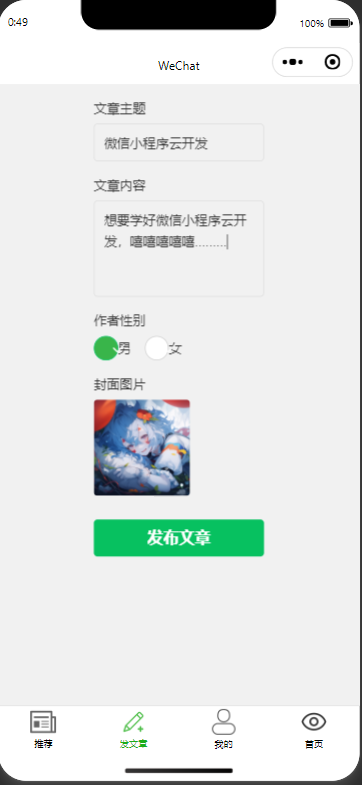 0:49
100%
WeChat
文章主题
微信小程序云开发
文章内容
想要学好微信小程序云开
发，嘻嘻嘻嘻嘻........
作者性别
男 女
封面图片
发布文章
推荐 发文章 我的 首页